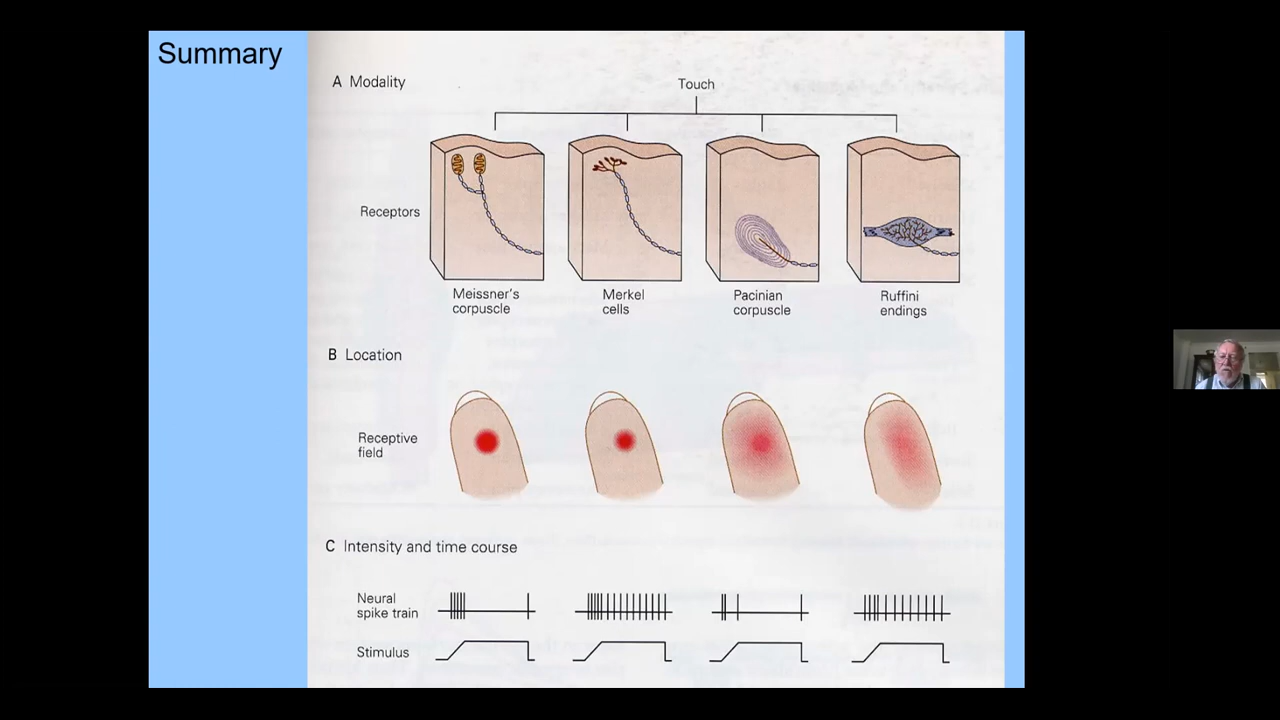 Summary
A Modality
Touch
Receptors
Meissner's
corpuscle
Merkel
cells
Pacinian
corpuscle
Ruffini
endings
B Location
Receptive
field
C Intensity and time course
Neural
spike train
Stimulus